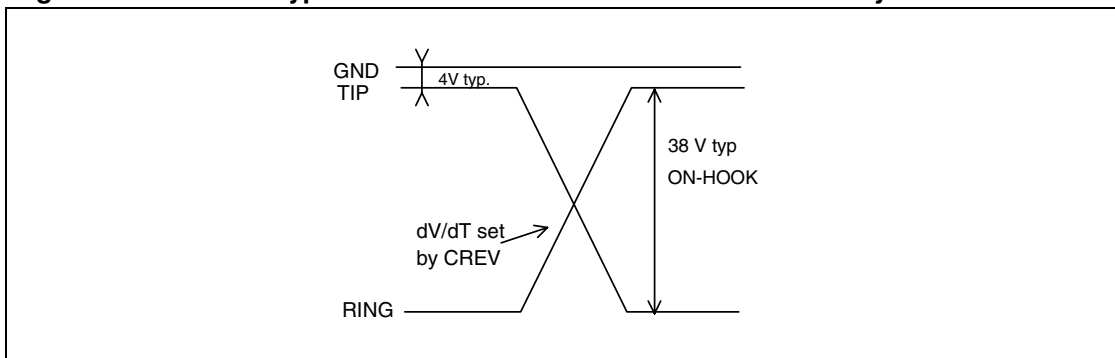 GND
4V typ.
TIP
38 V typ
ON-HOOK
dV/dT set
by CREV
RING